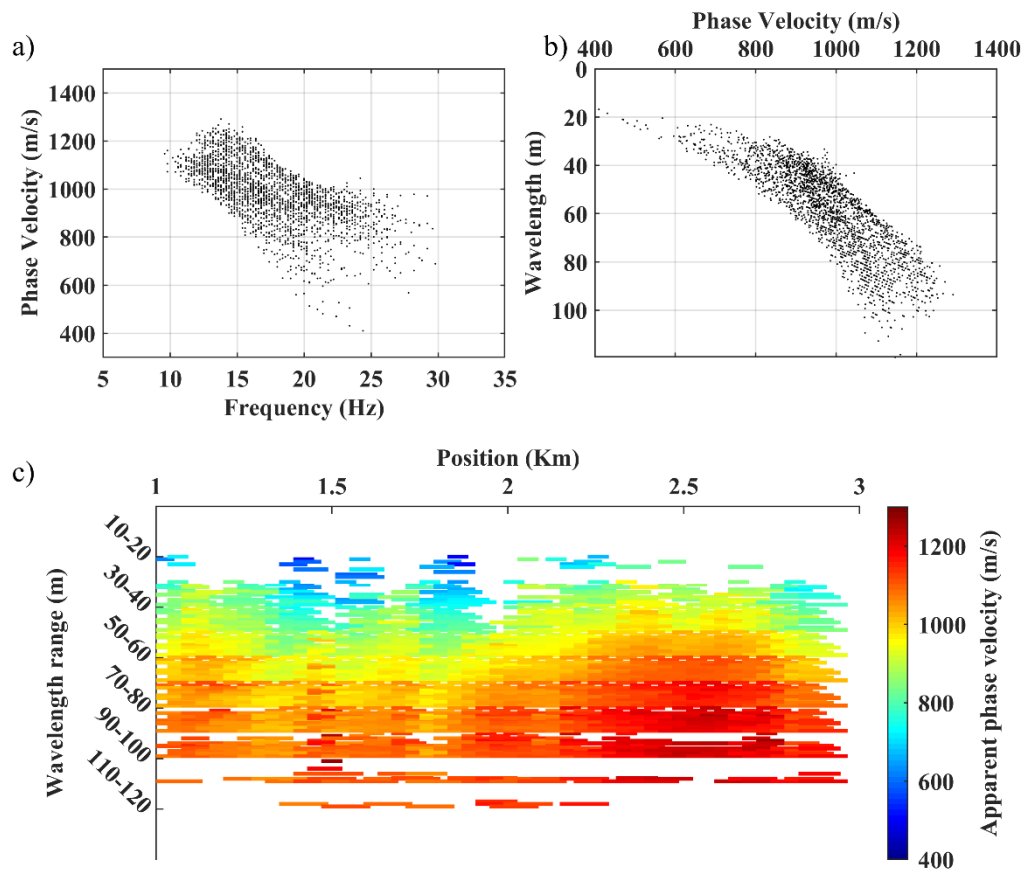 a)
1400
1200
1000
800
600
400
Phase Velocity (m/s)
5 10 15 20 25 30 35
Frequency (Hz)
b)
Phase Velocity (m/s)
400 600 800 1000 1200 1400
0
20
40
60
80
100
Wavelength (m)
c)
Position (Km)
1 1.5 2 2.5 3
10-20
30-40
50-60
70-80
90-100
110-120
Wavelength range (m)
1200
1000
800
600
400
Apparent phase velocity (m/s)